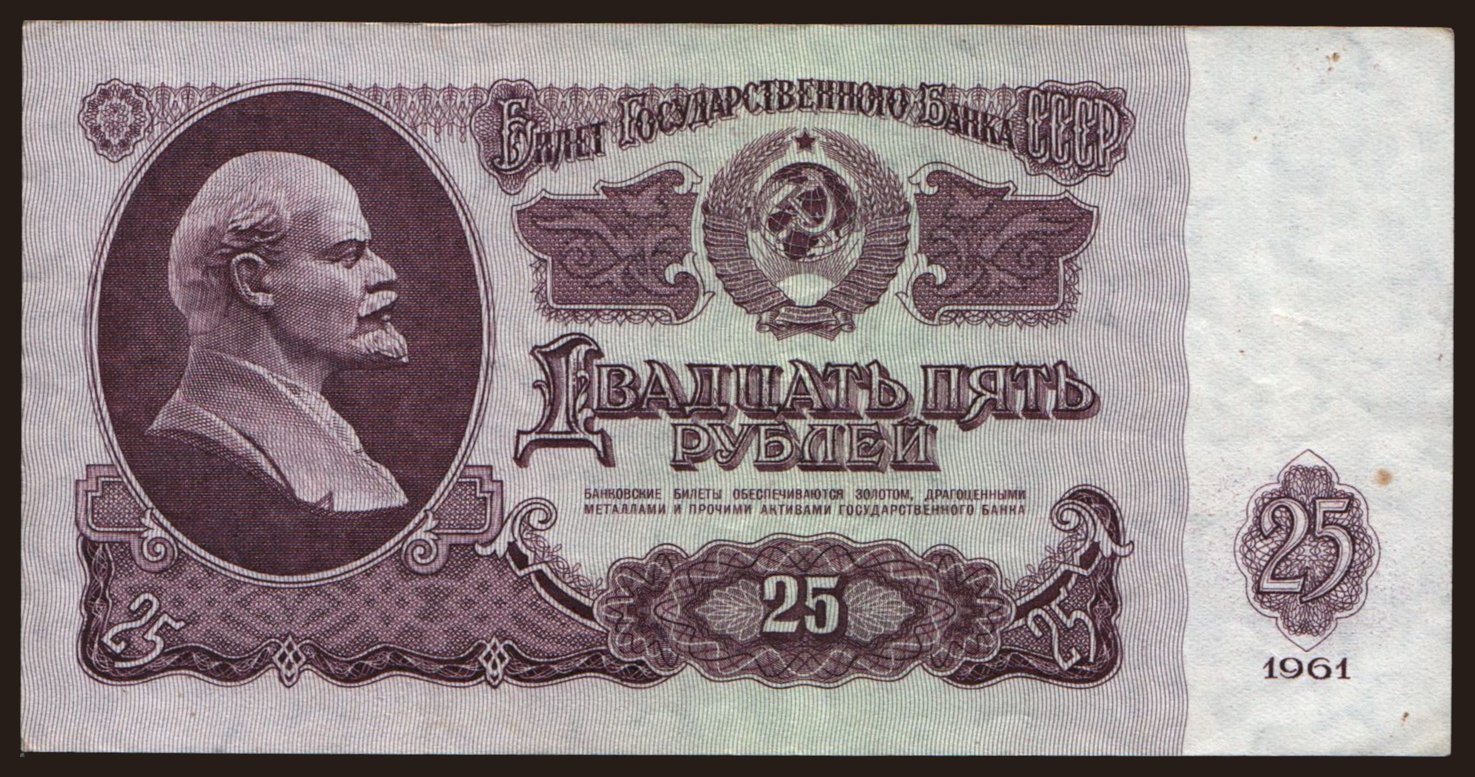 Билет Государственного Банка СССР
Двадцать пять
рублей
БАНКОВСКИЕ БИЛЕТЫ ОБЕСПЕЧИВАЮТСЯ ЗОЛОТОМ, ДРАГОЦЕННЫМИ
МЕТАЛЛАМИ И ПРОЧИМИ АКТИВАМИ ГОСУДАРСТВЕННОГО БАНКА
25
25
25
25
1961